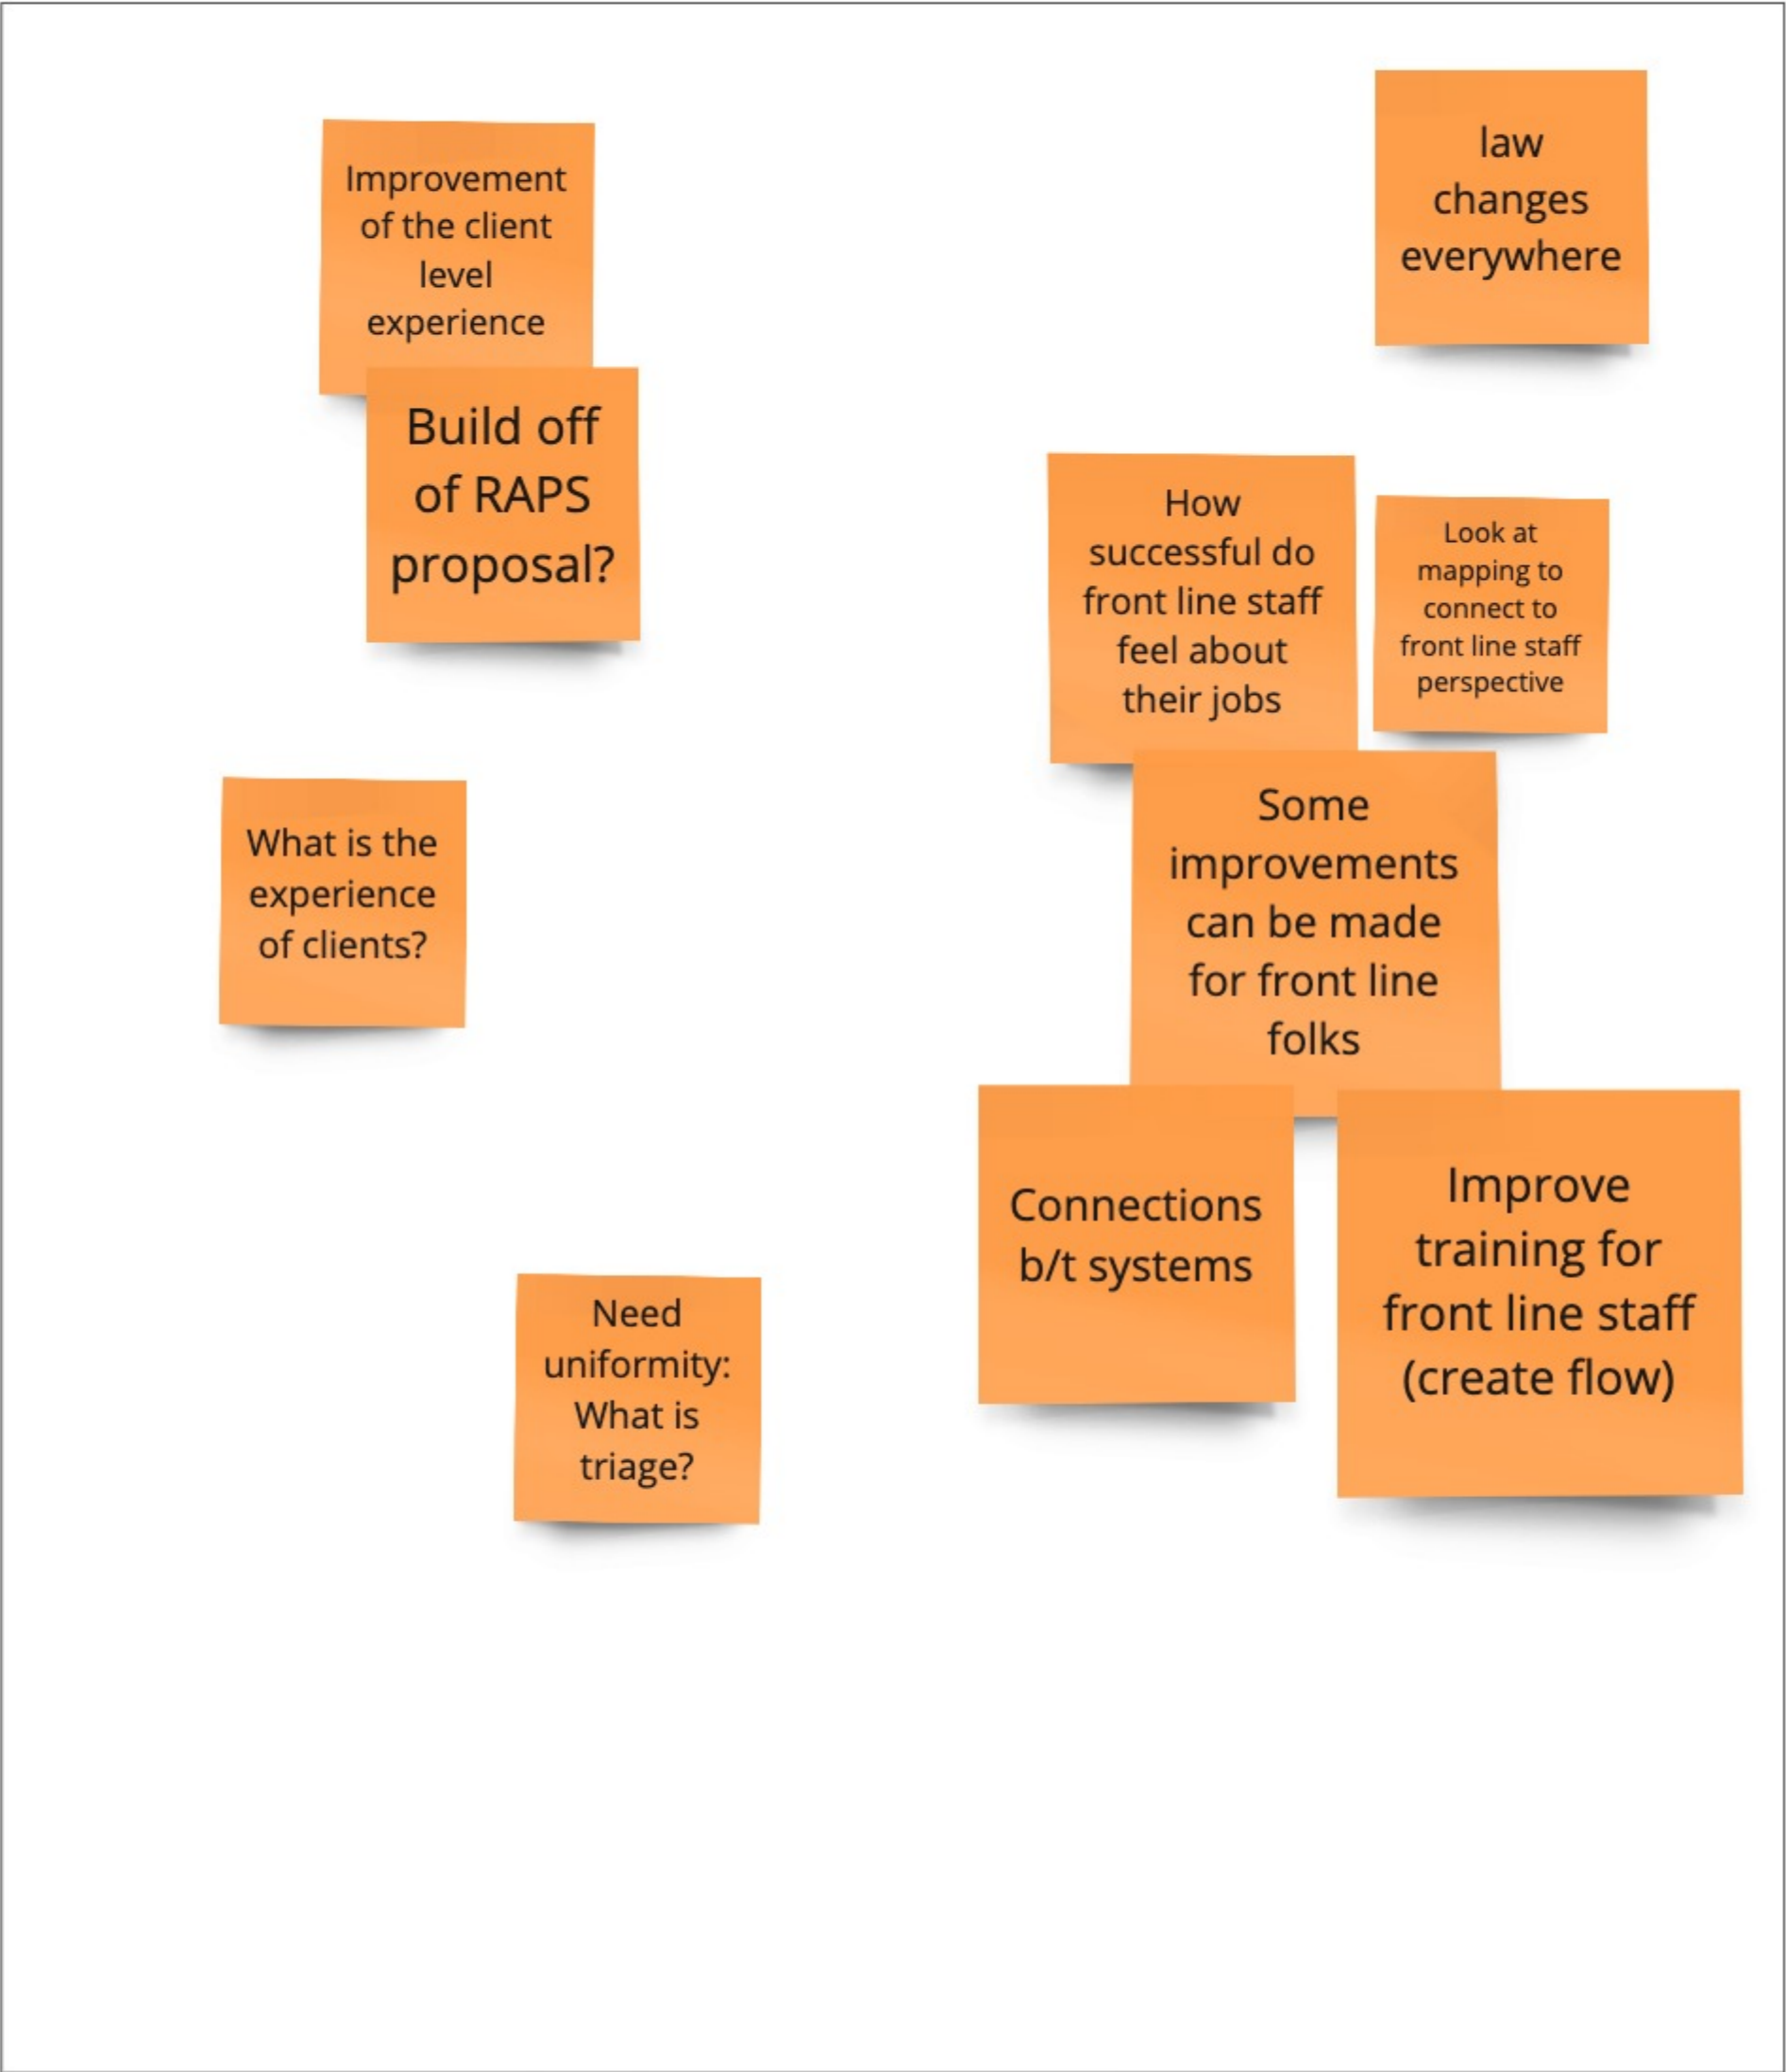 Improvement
of the client
level
experience
Build off
of RAPS
proposal?
What is the
experience
of clients?
Need
uniformity:
What is
triage?
law
changes
everywhere
How
successful do
front line staff
feel about
their jobs
Look at
mapping to
connect to
front line staff
perspective
Some
improvements
can be made
for front line
folks
Connections
b/t systems
Improve
training for
front line staff
(create flow)